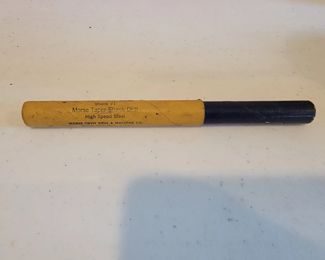 Morse Taper Shank Drill
High Speed Steel
MORSE TWIST DRILL & MACHINE CO.